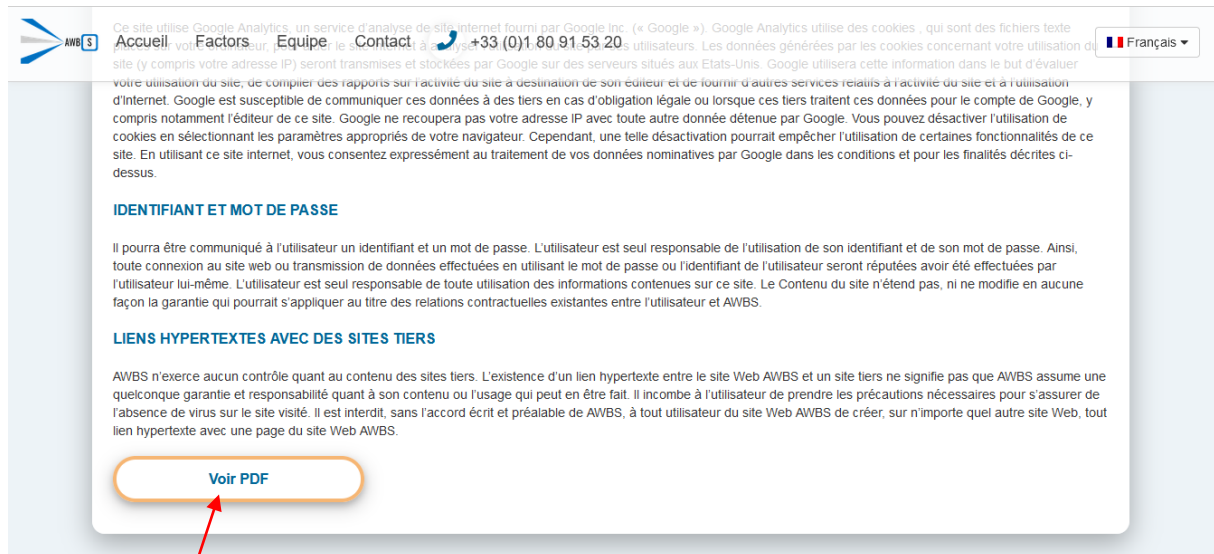 AWB S
Accueil Factors Equipe Contact +33 (0)1 80 91 53 20
Français
Ce site utilise Google Analytics, un service d'analyse de site internet fourni par Google Inc. (« Google »). Google Analytics utilise des cookies , qui sont des fichiers texte
votre ordinateur, le site internet à utilisateurs. Les données générées par les cookies concernant votre utilisation du
site (y compris votre adresse IP) seront transmises et stockées par Google sur des serveurs situés aux Etats-Unis. Google utilisera cette information dans le but d'évaluer
votre utilisation du site, de compiler des rapports sur l'activité du site à destination de son éditeur et de fournir d'autres services relatifs à l'activité du site et à l'utilisation
d'Internet. Google est susceptible de communiquer ces données à des tiers en cas d'obligation légale ou lorsque ces tiers traitent ces données pour le compte de Google, y
compris notamment l'éditeur de ce site. Google ne recoupera pas votre adresse IP avec toute autre donnée détenue par Google. Vous pouvez désactiver l'utilisation de
cookies en sélectionnant les paramètres appropriés de votre navigateur. Cependant, une telle désactivation pourrait empêcher l'utilisation de certaines fonctionnalités de ce
site. En utilisant ce site internet, vous consentez expressément au traitement de vos données nominatives par Google dans les conditions et pour les finalités décrites ci-
dessus.
IDENTIFIANT ET MOT DE PASSE
Il pourra être communiqué à l'utilisateur un identifiant et un mot de passe. L'utilisateur est seul responsable de l'utilisation de son identifiant et de son mot de passe. Ainsi,
toute connexion au site web ou transmission de données effectuées en utilisant le mot de passe ou l'identifiant de l'utilisateur seront réputées avoir été effectuées par
l'utilisateur lui-même. L'utilisateur est seul responsable de toute utilisation des informations contenues sur ce site. Le Contenu du site n'étend pas, ni ne modifie en aucune
façon la garantie qui pourrait s'appliquer au titre des relations contractuelles existantes entre l'utilisateur et AWBS.
LIENS HYPERTEXTES AVEC DES SITES TIERS
AWBS n'exerce aucun contrôle quant au contenu des sites tiers. L'existence d'un lien hypertexte entre le site Web AWBS et un site tiers ne signifie pas que AWBS assume une
quelconque garantie et responsabilité quant à son contenu ou l'usage qui peut en être fait. Il incombe à l'utilisateur de prendre les précautions nécessaires pour s'assurer de
l'absence de virus sur le site visité. Il est interdit, sans l'accord écrit et préalable de AWBS, à tout utilisateur du site Web AWBS de créer, sur n'importe quel autre site Web, tout
lien hypertexte avec une page du site Web AWBS.
Voir PDF